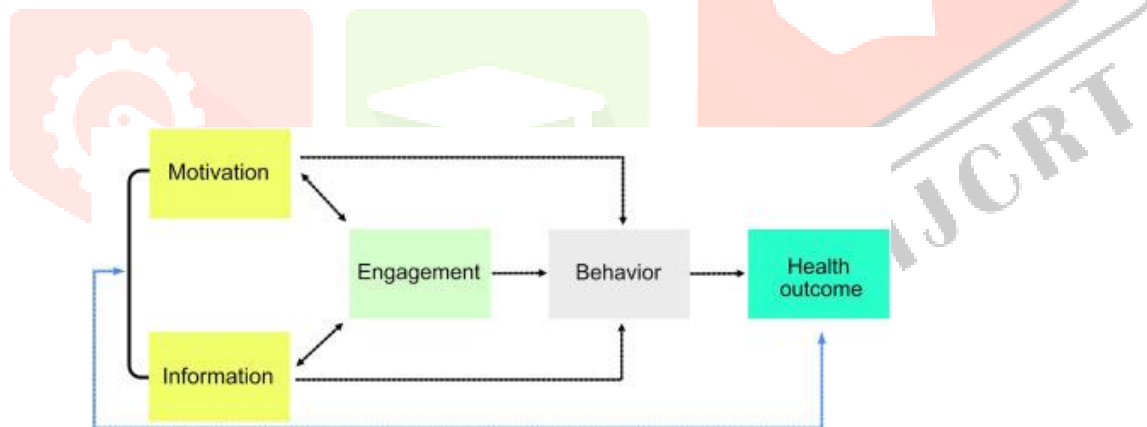 Motivation
Engagement
Behavior
Health
outcome
Information
IJCRT